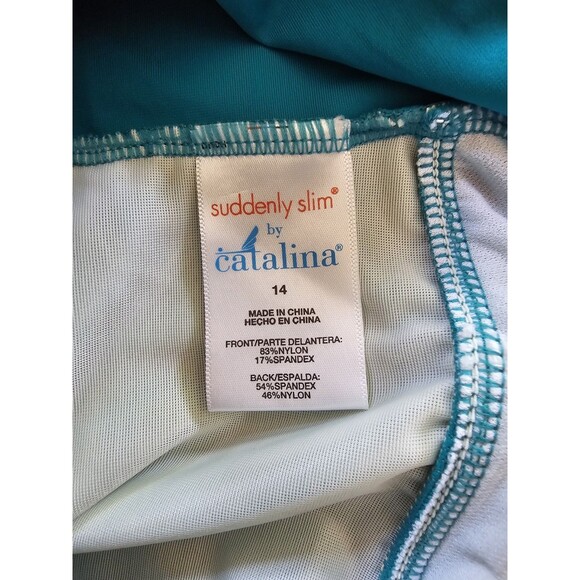 suddenly slim®
by
catalina®
14
MADE IN CHINA
HECHO EN CHINA
FRONT/PARTE DELANTERA:
83%NYLON
17%SPANDEX
BACK/ESPALDA:
54%SPANDEX
46%NYLON